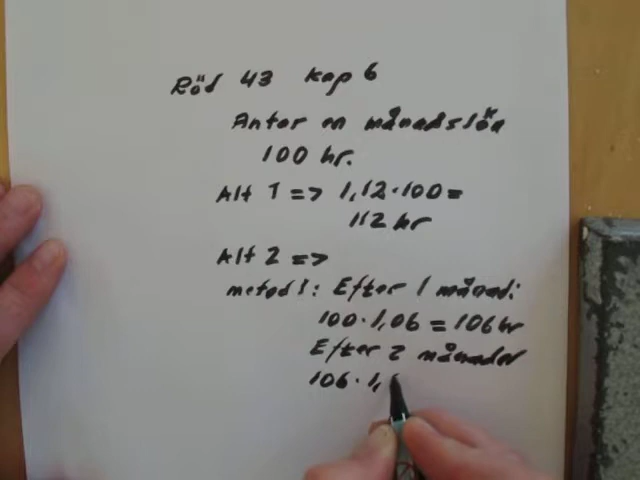 Röd 43 kap 6
Antar en månadslön
100 kr.
Alt 1 => 1,12·100=
112 kr
Alt 2 =>
metod 1: Efter 1 månad:
100·1,06 = 106 kr
Efter 2 månader
106·1,